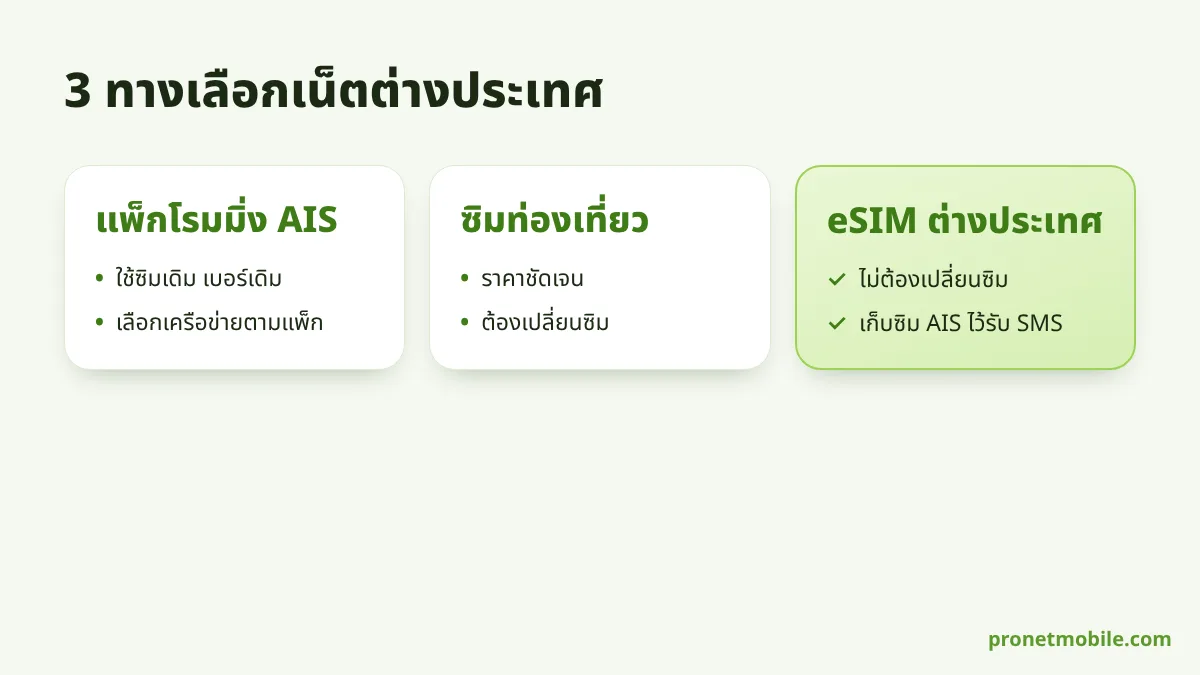 3 ทางเลือกเน็ตต่างประเทศ
แพ็กโรมมิ่ง AIS
• ใช้ซิมเดิม เบอร์เดิม
• เลือกเครือข่ายตามแพ็ก
ซิมท่องเที่ยว
• ราคาชัดเจน
• ต้องเปลี่ยนซิม
eSIM ต่างประเทศ
✓ ไม่ต้องเปลี่ยนซิม
✓ เก็บซิม AIS ไว้รับ SMS
pronetmobile.com